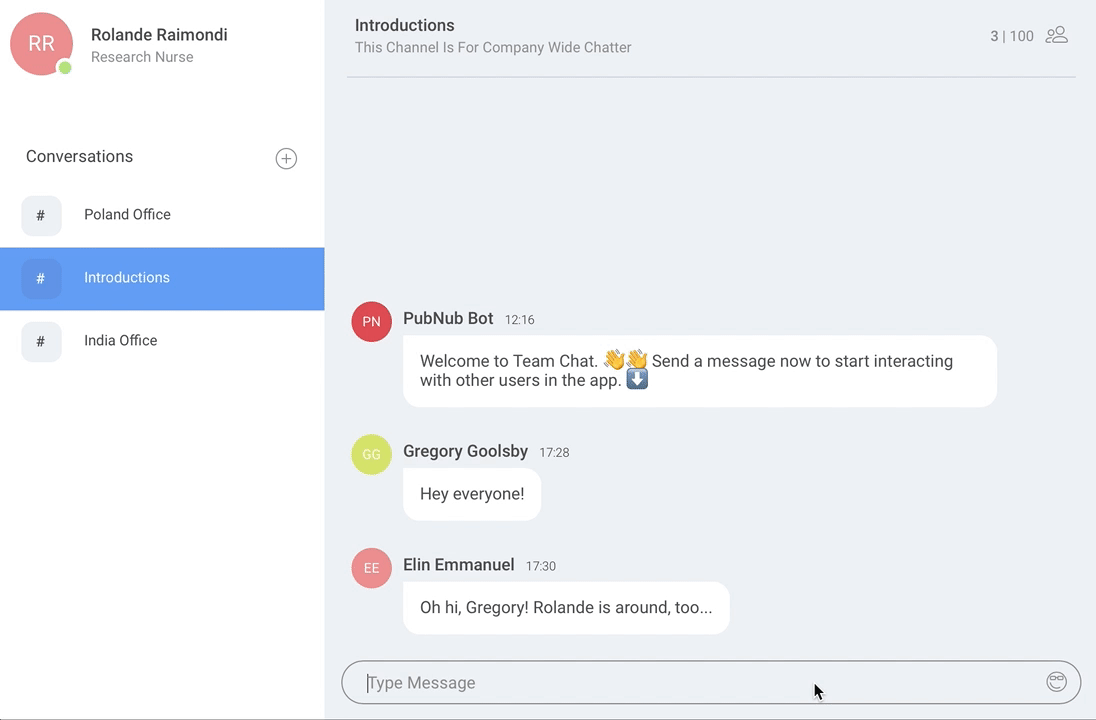 RR
Rolande Raimondi
Research Nurse
Conversations
# Poland Office
# Introductions
# India Office
Introductions
This Channel Is For Company Wide Chatter
3 | 100
PN
PubNub Bot 12:16
Welcome to Team Chat. 👋👋 Send a message now to start interacting
with other users in the app. ⬇️
GG
Gregory Goolsby 17:28
Hey everyone!
EE
Elin Emmanuel 17:30
Oh hi, Gregory! Rolande is around, too...
Type Message